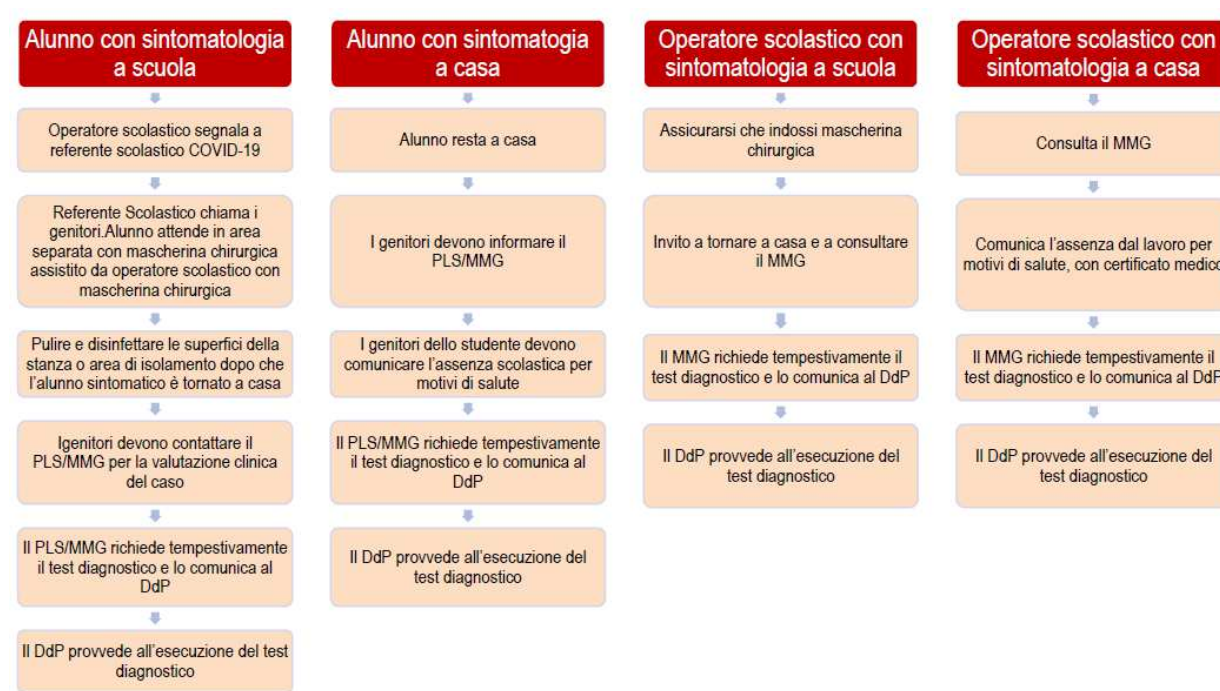 Alunno con sintomatologia
a scuola
Operatore scolastico segnala a
referente scolastico COVID-19
Referente Scolastico chiama i
genitori.Alunno attende in area
separata con mascherina chirurgica
assistito da operatore scolastico con
mascherina chirurgica
Pulire e disinfettare le superfici della
stanza o area di isolamento dopo che
l'alunno sintomatico è tornato a casa
Igenitori devono contattare il
PLS/MMG per la valutazione clinica
del caso
Il PLS/MMG richiede tempestivamente
il test diagnostico e lo comunica al
DdP
Il DdP provvede all'esecuzione del test
diagnostico
Alunno con sintomatogia
a casa
Alunno resta a casa
I genitori devono informare il
PLS/MMG
I genitori dello studente devono
comunicare l'assenza scolastica per
motivi di salute
Il PLS/MMG richiede tempestivamente
il test diagnostico e lo comunica al
DdP
Il DdP provvede all'esecuzione del
test diagnostico
Operatore scolastico con
sintomatologia a scuola
Assicurarsi che indossi mascherina
chirurgica
Invito a tornare a casa e a consultare
il MMG
Il MMG richiede tempestivamente il
test diagnostico e lo comunica al DdP
Il DdP provvede all'esecuzione del
test diagnostico
Operatore scolastico con
sintomatologia a casa
Consulta il MMG
Comunica l'assenza dal lavoro per
motivi di salute, con certificato medico
Il MMG richiede tempestivamente il
test diagnostico e lo comunica al DdP
Il DdP provvede all'esecuzione del
test diagnostico